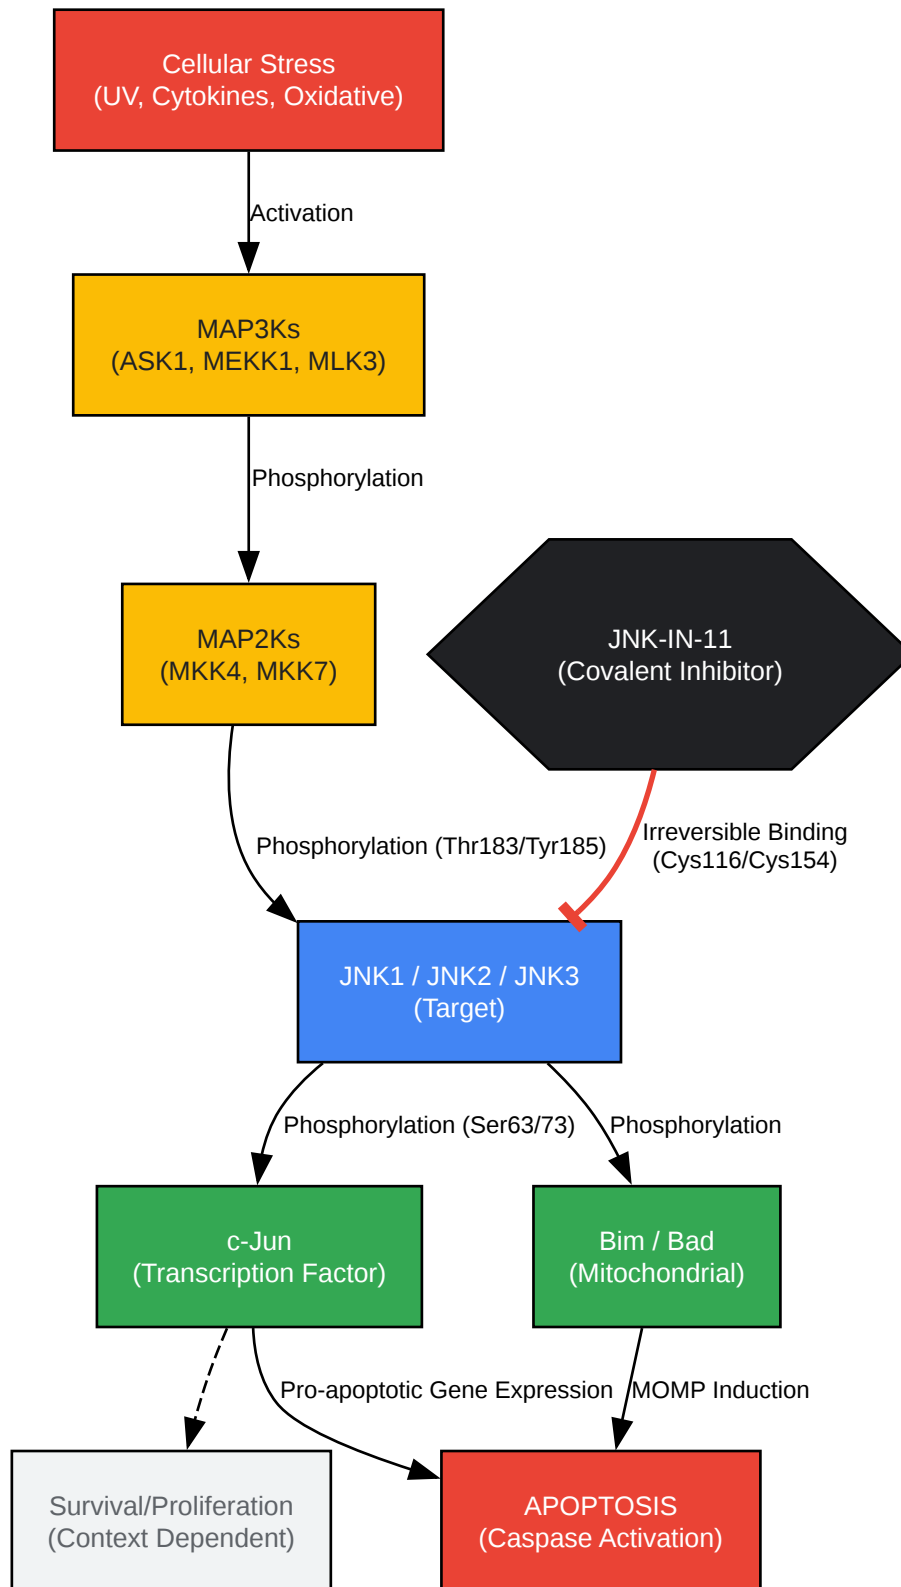 Cellular Stress
(UV, Cytokines, Oxidative)
Activation
MAP3Ks
(ASK1, MEKK1, MLK3)
Phosphorylation
MAP2Ks
(MKK4, MKK7)
JNK-IN-11
(Covalent Inhibitor)
Phosphorylation (Thr183/Tyr185)
Irreversible Binding
(Cys116/Cys154)
JNK1 / JNK2 / JNK3
(Target)
Phosphorylation (Ser63/73)
Phosphorylation
c-Jun
(Transcription Factor)
Bim / Bad
(Mitochondrial)
Pro-apoptotic Gene Expression
MOMP Induction
Survival/Proliferation
(Context Dependent)
APOPTOSIS
(Caspase Activation)